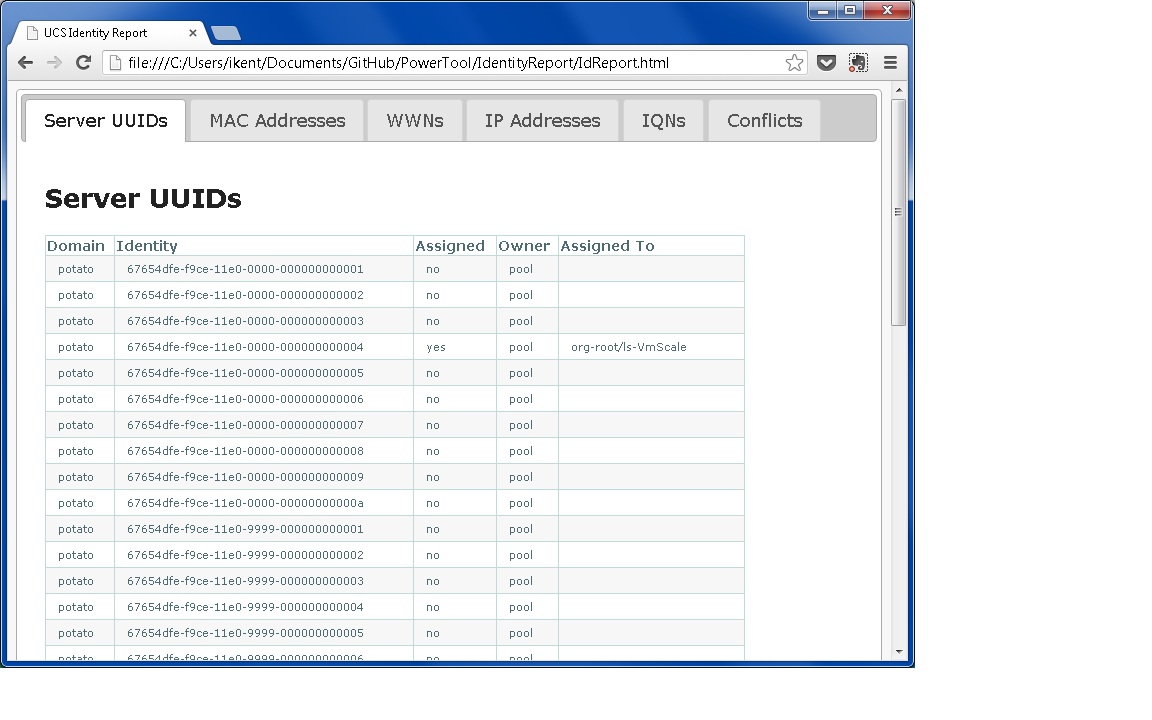 UCS Identity Report
file:///C:/Users/ikent/Documents/GitHub/PowerTool/IdentityReport/IdReport.html
Server UUIDs MAC Addresses WWNs IP Addresses IQNs Conflicts
Server UUIDs
Domain Identity Assigned Owner Assigned To
potato 67654dfe-f9ce-11e0-0000-000000000001 no pool
potato 67654dfe-f9ce-11e0-0000-000000000002 no pool
potato 67654dfe-f9ce-11e0-0000-000000000003 no pool
potato 67654dfe-f9ce-11e0-0000-000000000004 yes pool org-root/ls-VmScale
potato 67654dfe-f9ce-11e0-0000-000000000005 no pool
potato 67654dfe-f9ce-11e0-0000-000000000006 no pool
potato 67654dfe-f9ce-11e0-0000-000000000007 no pool
potato 67654dfe-f9ce-11e0-0000-000000000008 no pool
potato 67654dfe-f9ce-11e0-0000-000000000009 no pool
potato 67654dfe-f9ce-11e0-0000-00000000000a no pool
potato 67654dfe-f9ce-11e0-9999-000000000001 no pool
potato 67654dfe-f9ce-11e0-9999-000000000002 no pool
potato 67654dfe-f9ce-11e0-9999-000000000003 no pool
potato 67654dfe-f9ce-11e0-9999-000000000004 no pool
potato 67654dfe-f9ce-11e0-9999-000000000005 no pool
potato 67654dfe-f9ce-11e0-9999-000000000006 no pool